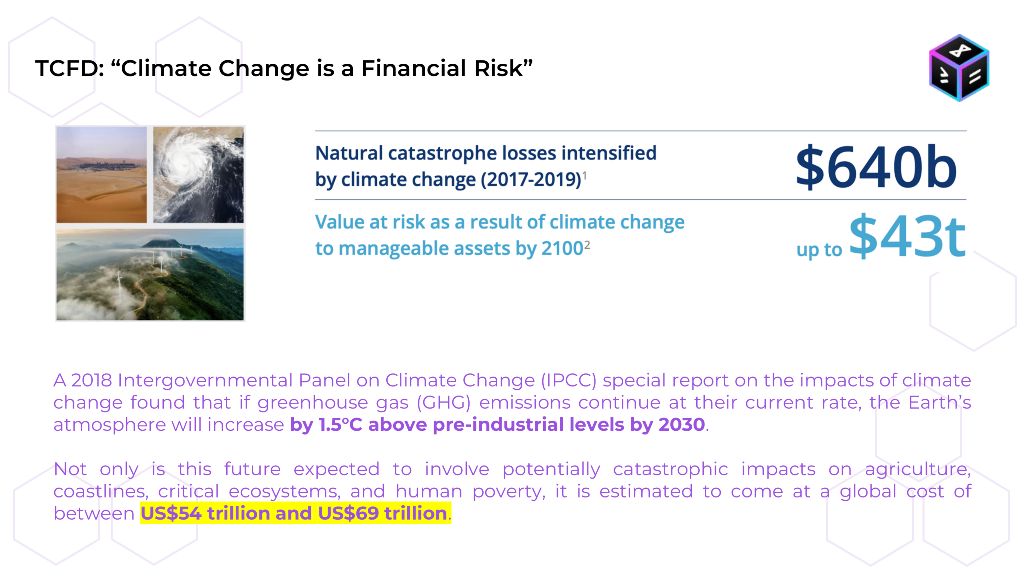 TCFD: “Climate Change is a Financial Risk”
Natural catastrophe losses intensified
by climate change (2017-2019)¹
$640b
Value at risk as a result of climate change
to manageable assets by 2100²
up to $43t
A 2018 Intergovernmental Panel on Climate Change (IPCC) special report on the impacts of climate
change found that if greenhouse gas (GHG) emissions continue at their current rate, the Earth’s
atmosphere will increase by 1.5°C above pre-industrial levels by 2030.
Not only is this future expected to involve potentially catastrophic impacts on agriculture,
coastlines, critical ecosystems, and human poverty, it is estimated to come at a global cost of
between US$54 trillion and US$69 trillion.